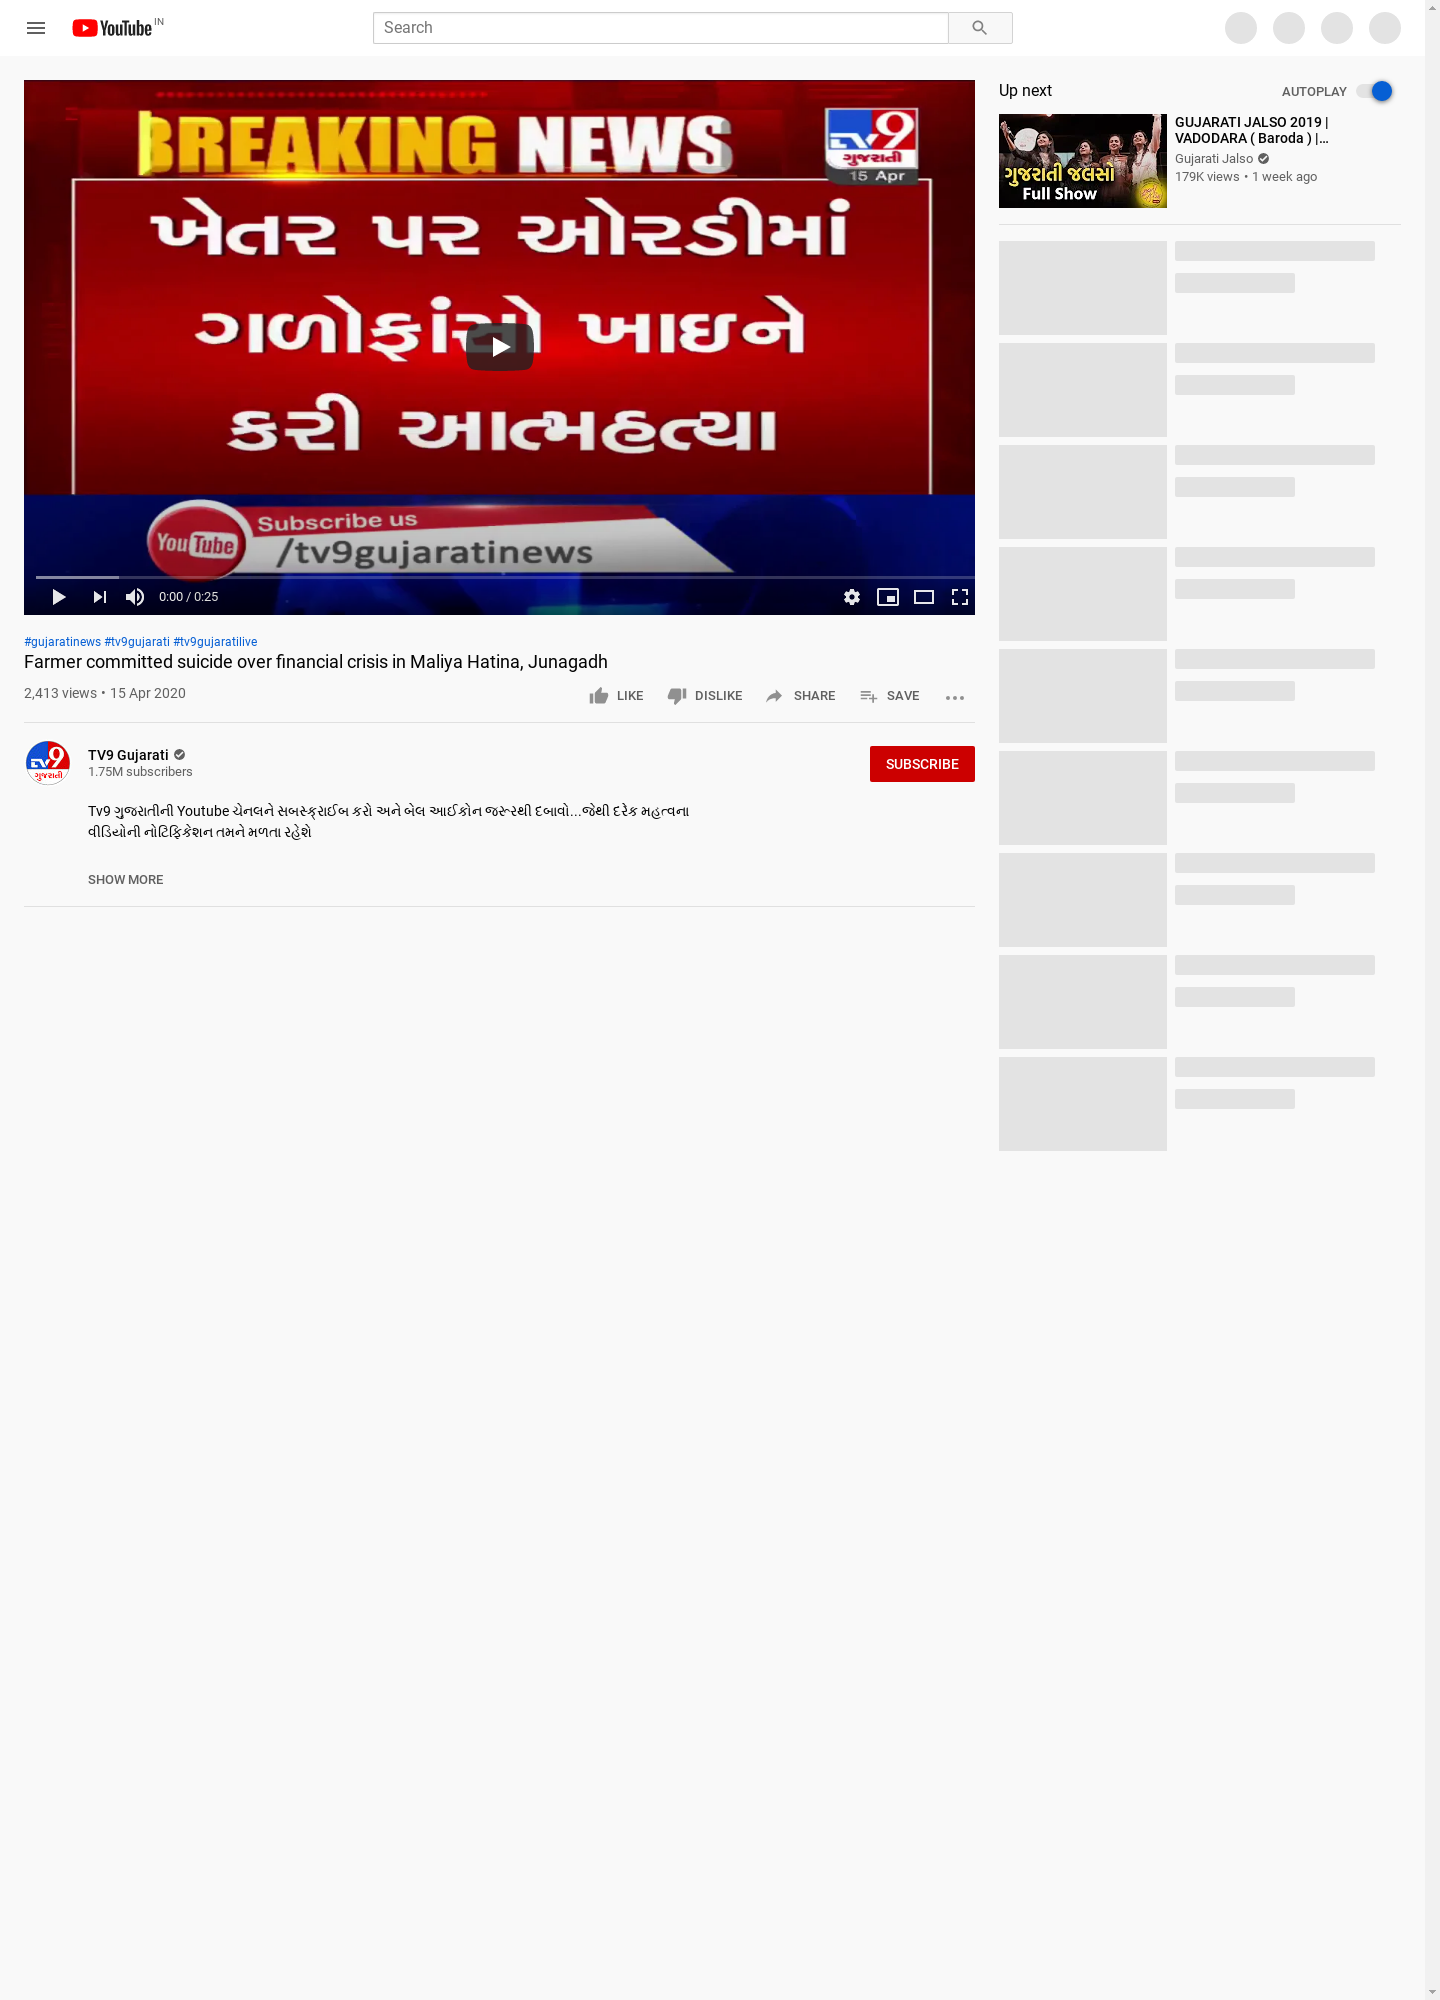 YouTube IN
Search
BREAKING NEWS
TV9
ગુજરાતી
15 Apr
ખેતર પર ઓરડીમાં
ગળોફાંસો ખાઇને
કરી આત્મહત્યા
YouTube
Subscribe us
/tv9gujaratinews
0:00 / 0:25
#gujaratinews #tv9gujarati #tv9gujaratilive
Farmer committed suicide over financial crisis in Maliya Hatina, Junagadh
2,413 views • 15 Apr 2020
LIKE DISLIKE SHARE SAVE
TV9
ગુજરાતી
TV9 Gujarati
1.75M subscribers
SUBSCRIBE
Tv9 ગુજરાતીની Youtube ચેનલને સબસ્ક્રાઈબ કરો અને બેલ આઈકોન જરૂરથી દબાવો...જેથી દરેક મહત્વના
વીડિયોની નોટિફિકેશન તમને મળતા રહેશે
SHOW MORE
Up next
AUTOPLAY
ગુજરાતી જલસો
Full Show
GUJARATI JALSO 2019 |
VADODARA ( Baroda ) |...
Gujarati Jalso
179K views • 1 week ago